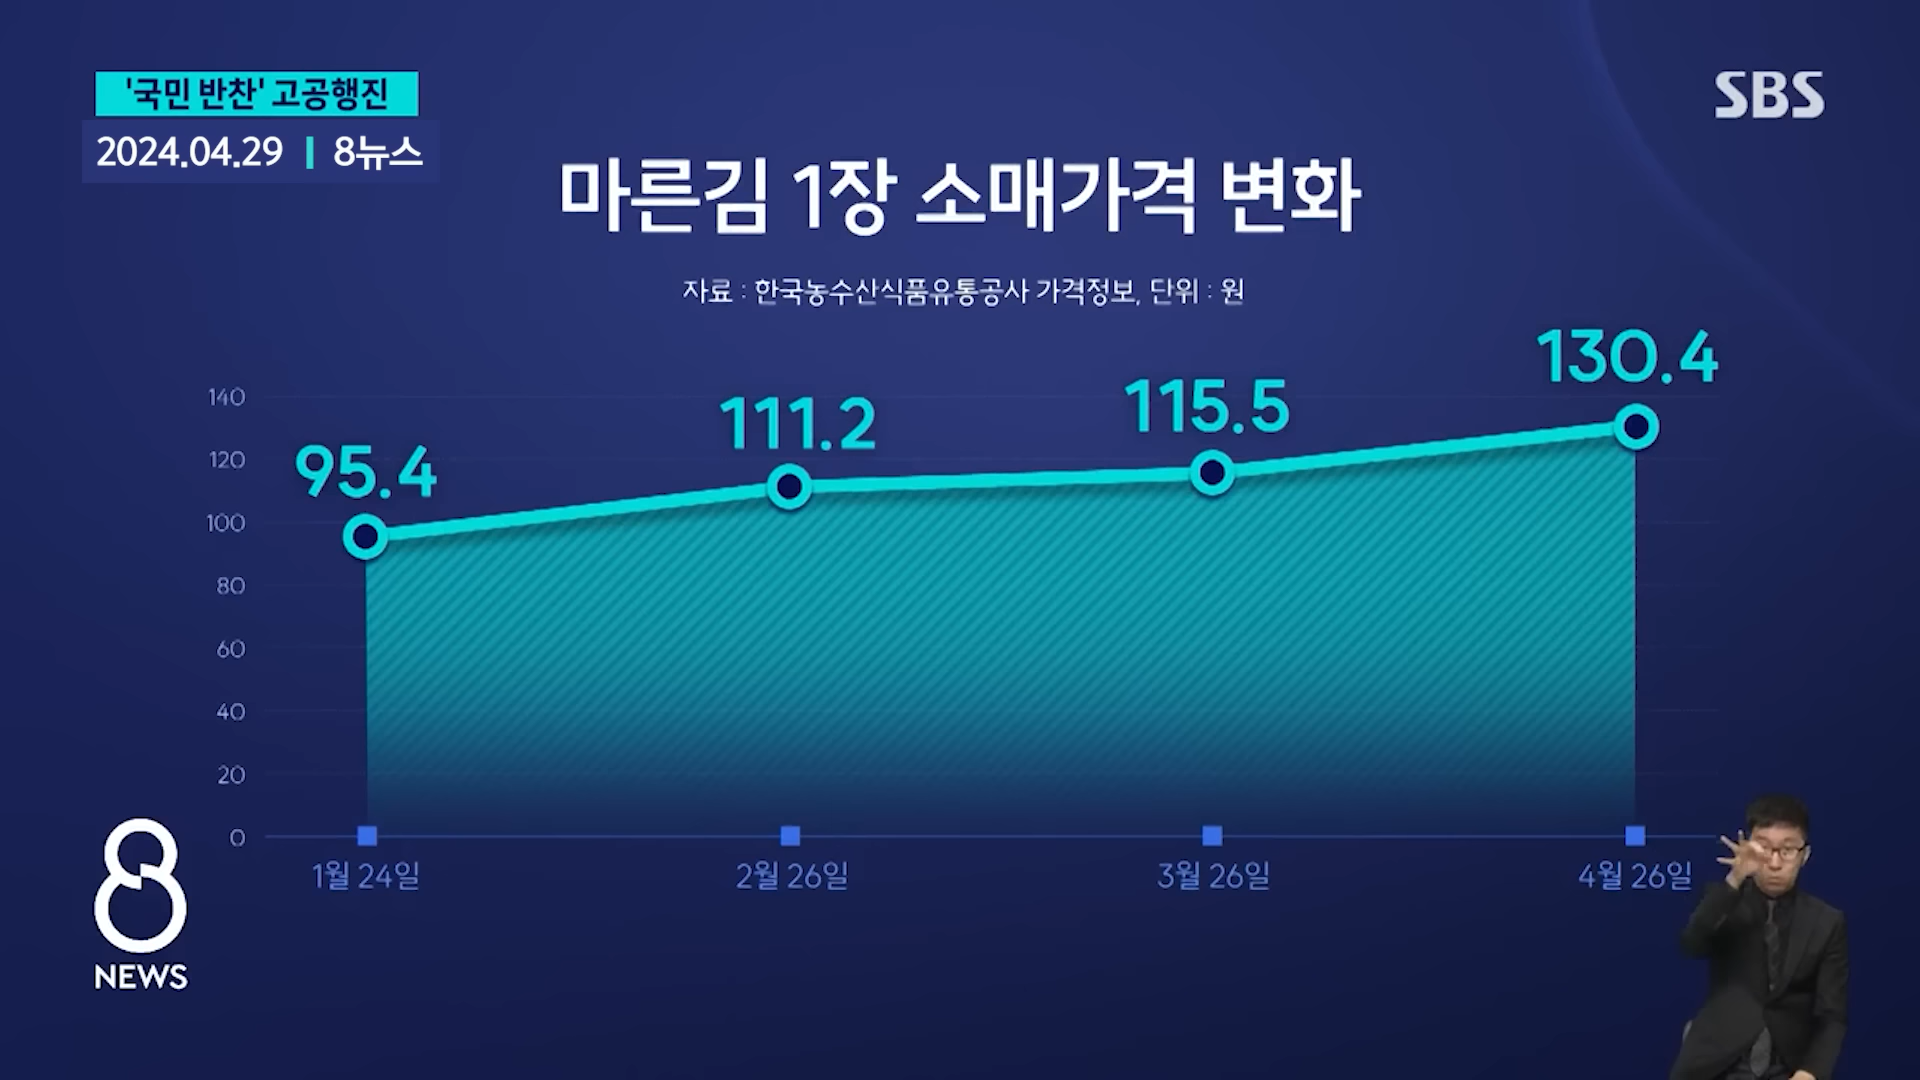 '국민 반찬' 고공행진
SBS
2024.04.29 | 8뉴스
마른김 1장 소매가격 변화
자료 : 한국농수산식품유통공사 가격정보, 단위 : 원
130.4
115.5
111.2
95.4
140
120
100
80
60
40
20
0
1월 24일 2월 26일 3월 26일 4월 26일
8
NEWS